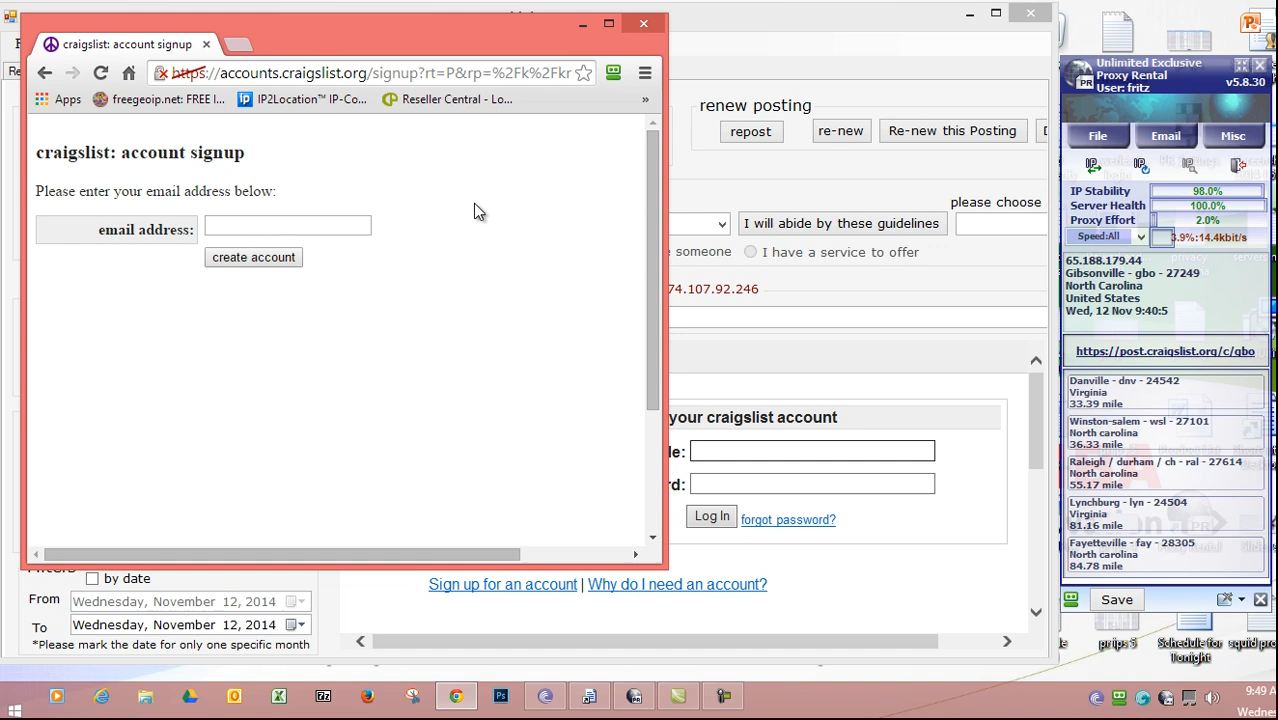 craigslist: account signup
https://accounts.craigslist.org/signup?rt=P&rp=%2Fk%2Fkr
Apps
freegeoip.net: FREE I...
IP2Location™ IP-Co...
Reseller Central - Lo...
»
craigslist: account signup
Please enter your email address below:
email address:
create account
renew posting
repost
re-new
Re-new this Posting
please choose
I will abide by these guidelines
e someone
I have a service to offer
74.107.92.246
your craigslist account
le:
rd:
Log In
forgot password?
Sign up for an account | Why do I need an account?
by date
From
Wednesday, November 12, 2014
To
Wednesday, November 12, 2014
*Please mark the date for only one specific month
Unlimited Exclusive
Proxy Rental
User: fritz
v5.8.30
File
Email
Misc
IP Stability
98.0%
Server Health
100.0%
Proxy Effort
2.0%
Speed:All
3.9%:14.4kbit/s
65.188.179.44
Gibsonville - gbo - 27249
North Carolina
United States
Wed, 12 Nov 9:40:5
https://post.craigslist.org/c/gbo
Danville - dnv - 24542
Virginia
33.39 mile
Winston-salem - wsl - 27101
North carolina
36.33 mile
Raleigh / durham / ch - ral - 27614
North carolina
55.17 mile
Lynchburg - lyn - 24504
Virginia
81.16 mile
Fayetteville - fay - 28305
North carolina
84.78 mile
Save
Schedule for
Tonight
9:49 A
Wednes